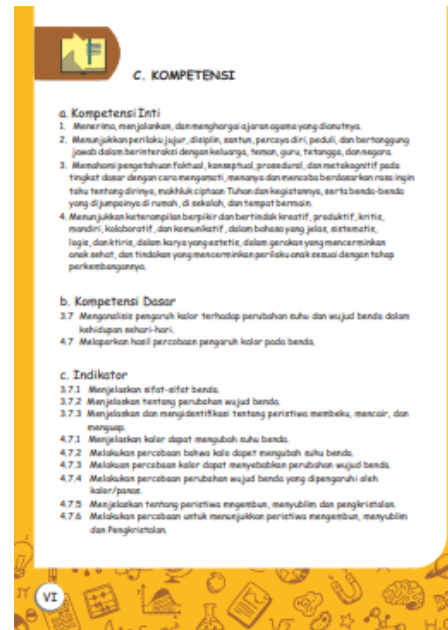 C. KOMPETENSI
a. Kompetensi Inti
1. Menerima, menjalankan, dan menghargai ajaran agama yang dianutnya.
2. Menunjukkan perilaku jujur, disiplin, santun, percaya diri, peduli, dan bertanggung
jawab dalam berinteraksi dengan keluarga, teman, guru, tetangga, dan negara.
3. Memahami pengetahuan faktual, konseptual, prosedural, dan metakognitif pada
tingkat dasar dengan cara mengamati, menanya dan mencoba berdasarkan rasa ingin
tahu tentang dirinya, makhluk ciptaan Tuhan dan kegiatannya, serta benda-benda
yang dijumpainya di rumah, di sekolah, dan tempat bermain.
4. Menunjukkan keterampilan berpikir dan bertindak kreatif, produktif, kritis,
mandiri, kolaboratif, dan komunikatif, dalam bahasa yang jelas, sistematis,
logis, dan ktiris, dalam karya yang estetis, dalam gerakan yang mencerminkan
anak sehat, dan tindakan yang mencerminkan perilaku anak sesuai dengan tahap
perkembangannya.
b. Kompetensi Dasar
3.7 Menganalisis pengaruh kalor terhadap perubahan suhu dan wujud benda dalam
kehidupan sehari-hari.
4.7 Melaporkan hasil percobaan pengaruh kalor pada benda.
c. Indikator
3.7.1 Menjelaskan sifat-sifat benda.
3.7.2 Menjelaskan tentang perubahan wujud benda.
3.7.3 Menjelaskan dan mengidentifikasi tentang peristiwa membeku, mencair, dan
menguap.
4.7.1 Menjelaskan kalor dapat mengubah suhu benda.
4.7.2 Melakukan percobaan bahwa kalo dapet mengubah suhu benda.
4.7.3 Melakuan percobaan kalor dapat menyebabkan perubahan wujud benda.
4.7.4 Melakukan percobaan perubahan wujud benda yang dipengaruhi oleh
kalor/panas.
4.7.5 Menjelaskan tentang peristiwa mngembun, menyublim dan pengkristalan.
4.7.6 Melakukan percobaan untuk menunjukkan peristiwa mengembun, menyublim
dan Pengkristalan.
VI